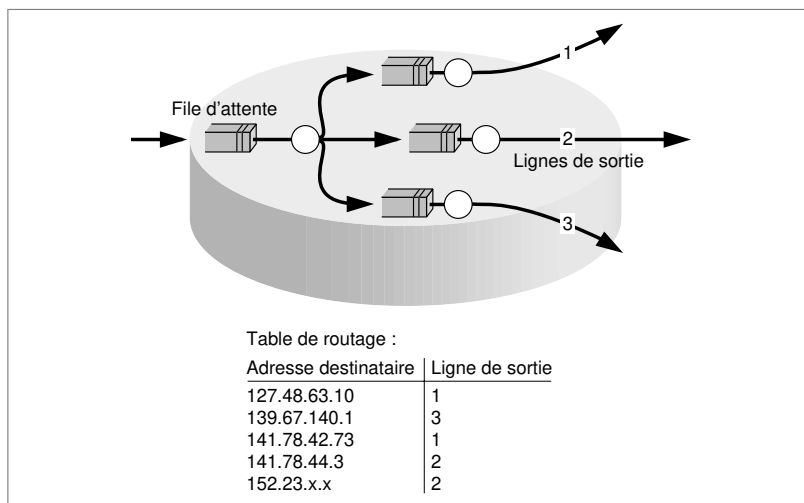 1
File d'attente
2
Lignes de sortie
3
Table de routage :
Adresse destinataire Ligne de sortie
127.48.63.10 1
139.67.140.1 3
141.78.42.73 1
141.78.44.3 2
152.23.x.x 2